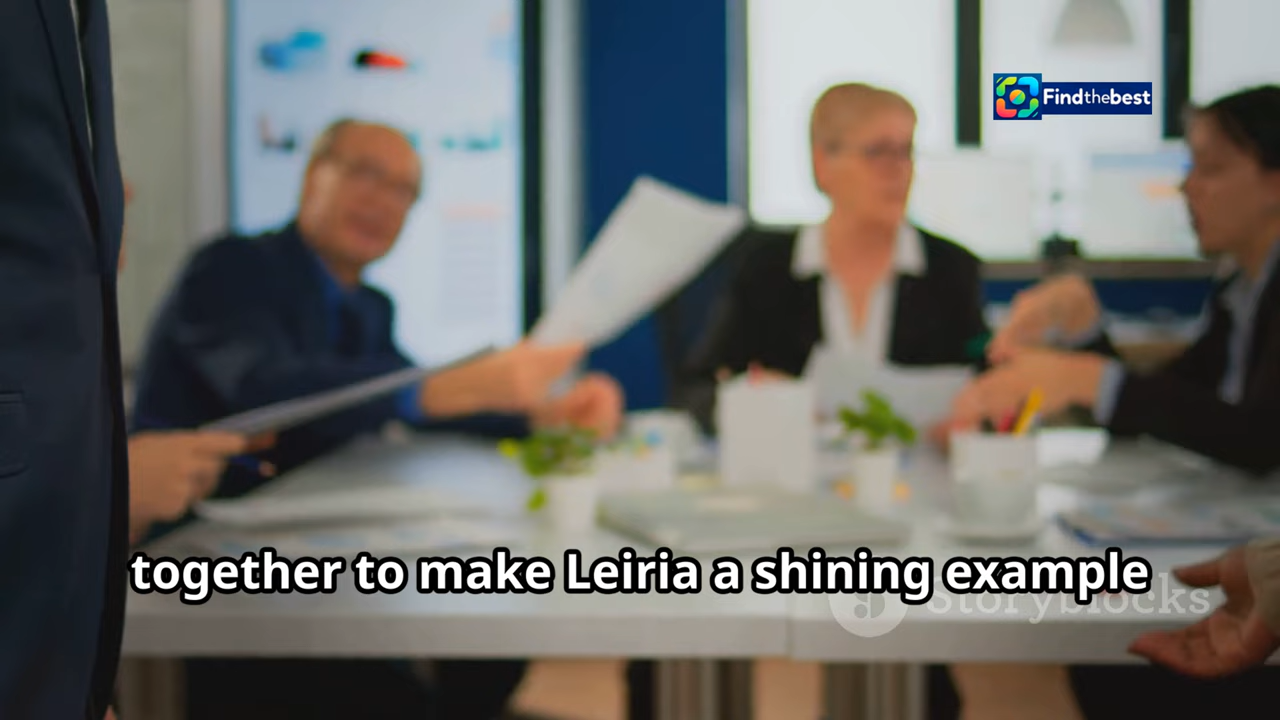 Findthebest
together to make Leiria a shining example
Storyblocks